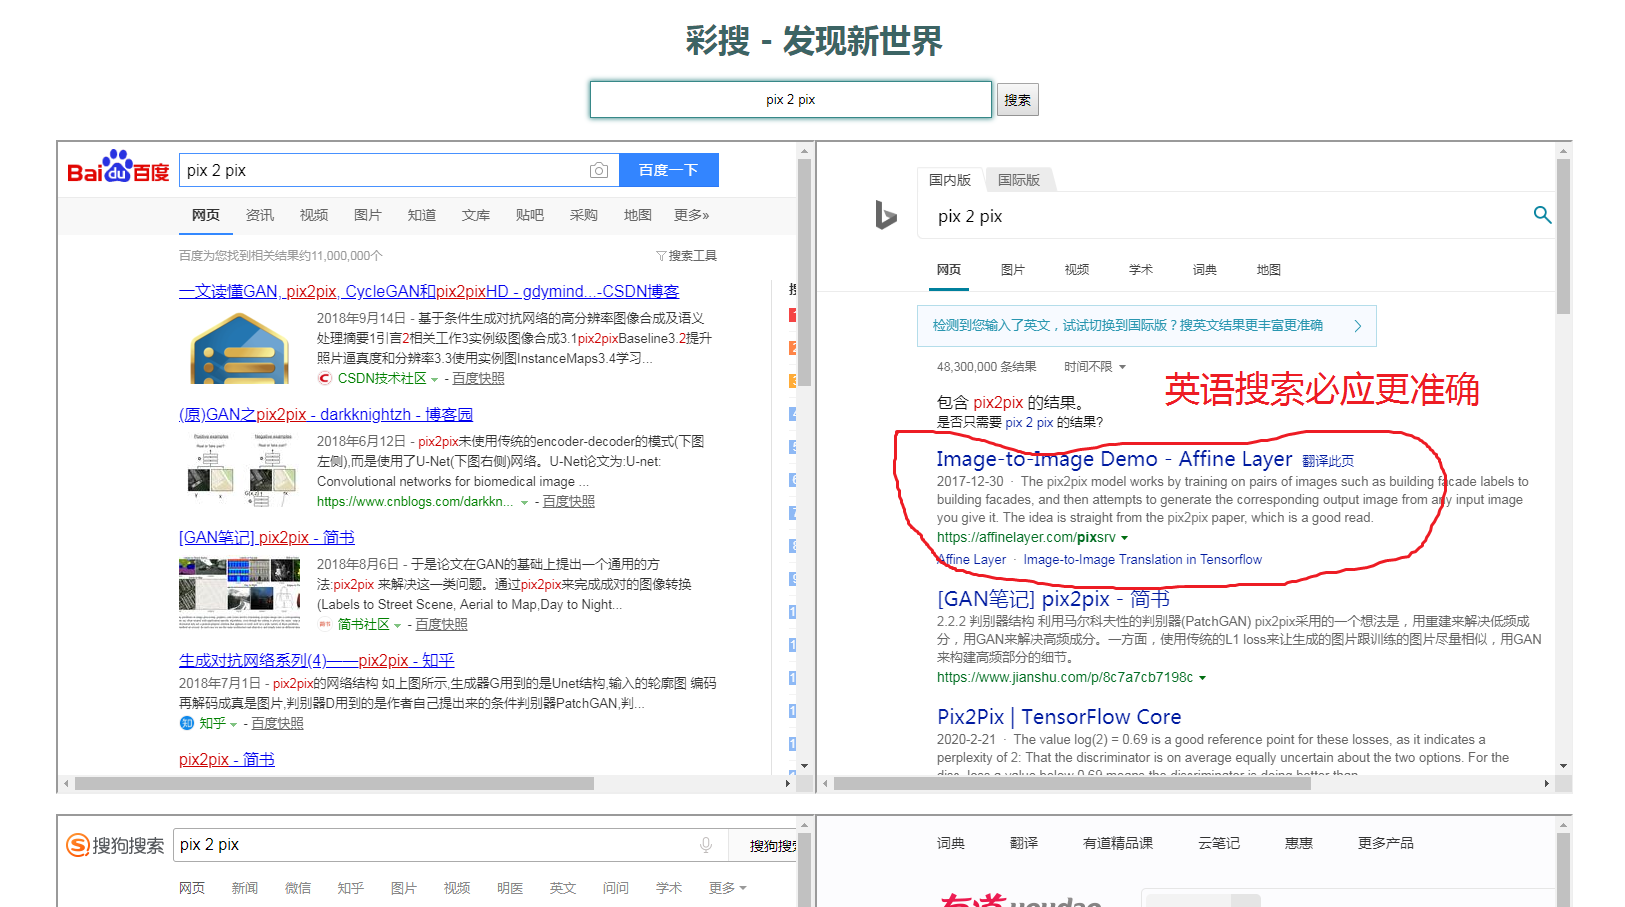 彩搜 - 发现新世界
pix 2 pix
搜索
Bai du 百度
pix 2 pix
百度一下
网页 资讯 视频 图片 知道 文库 贴吧 采购 地图 更多»
百度为您找到相关结果约11,000,000个
搜索工具
一文读懂GAN, pix2pix, CycleGAN和pix2pixHD - gdymind...-CSDN博客
2018年9月14日 - 基于条件生成对抗网络的高分辨率图像合成及语义
处理摘要1引言2相关工作3实例级图像合成3.1pix2pixBaseline3.2提升
照片逼真度和分辨率3.3使用实例图InstanceMaps3.4学习...
CSDN技术社区 - 百度快照
(原)GAN之pix2pix - darkknightzh - 博客园
2018年6月12日 - pix2pix未使用传统的encoder-decoder的模式(下图
左侧),而是使用了U-Net(下图右侧)网络。U-Net论文为:U-net:
Convolutional networks for biomedical image ...
https://www.cnblogs.com/darkkn... - 百度快照
[GAN笔记] pix2pix - 简书
2018年8月6日 - 于是论文在GAN的基础上提出一个通用的方
法:pix2pix 来解决这一类问题。通过pix2pix来完成成对的图像转换
(Labels to Street Scene, Aerial to Map,Day to Night...
简书社区 - 百度快照
生成对抗网络系列(4)——pix2pix - 知乎
2018年7月1日 - pix2pix的网络结构 如上图所示,生成器G用到的是Unet结构,输入的轮廓图 编码
再解码成真是图片,判别器D用到的是作者自己提出来的条件判别器PatchGAN,判...
知乎 - 百度快照
pix2pix - 简书
国内版 国际版
pix 2 pix
网页 图片 视频 学术 词典 地图
检测到您输入了英文，试试切换到国际版？搜英文结果更丰富更准确
48,300,000 条结果 时间不限
英语搜索必应更准确
包含 pix2pix 的结果。
是否只需要 pix 2 pix 的结果?
Image-to-Image Demo - Affine Layer 翻译此页
2017-12-30 · The pix2pix model works by training on pairs of images such as building facade labels to
building facades, and then attempts to generate the corresponding output image from any input image
you give it. The idea is straight from the pix2pix paper, which is a good read.
https://affinelayer.com/pixsrv
Affine Layer · Image-to-Image Translation in Tensorflow
[GAN笔记] pix2pix - 简书
2.2.2 判别器结构 利用马尔科夫性的判别器(PatchGAN) pix2pix采用的一个想法是，用重建来解决低频成
分，用GAN来解决高频成分。一方面，使用传统的L1 loss来让生成的图片跟训练的图片尽量相似，用GAN
来构建高频部分的细节。
https://www.jianshu.com/p/8c7a7cb7198c
Pix2Pix | TensorFlow Core
2020-2-21 · The value log(2) = 0.69 is a good reference point for these losses, as it indicates a
perplexity of 2: That the discriminator is on average equally uncertain about the two options. For the
disc_loss a value below 0.69 means the discriminator is doing better than
搜狗搜索
pix 2 pix
搜狗搜
网页 新闻 微信 知乎 图片 视频 明医 英文 问问 学术 更多
词典 翻译 有道精品课 云笔记 惠惠 更多产品
有道 youdao